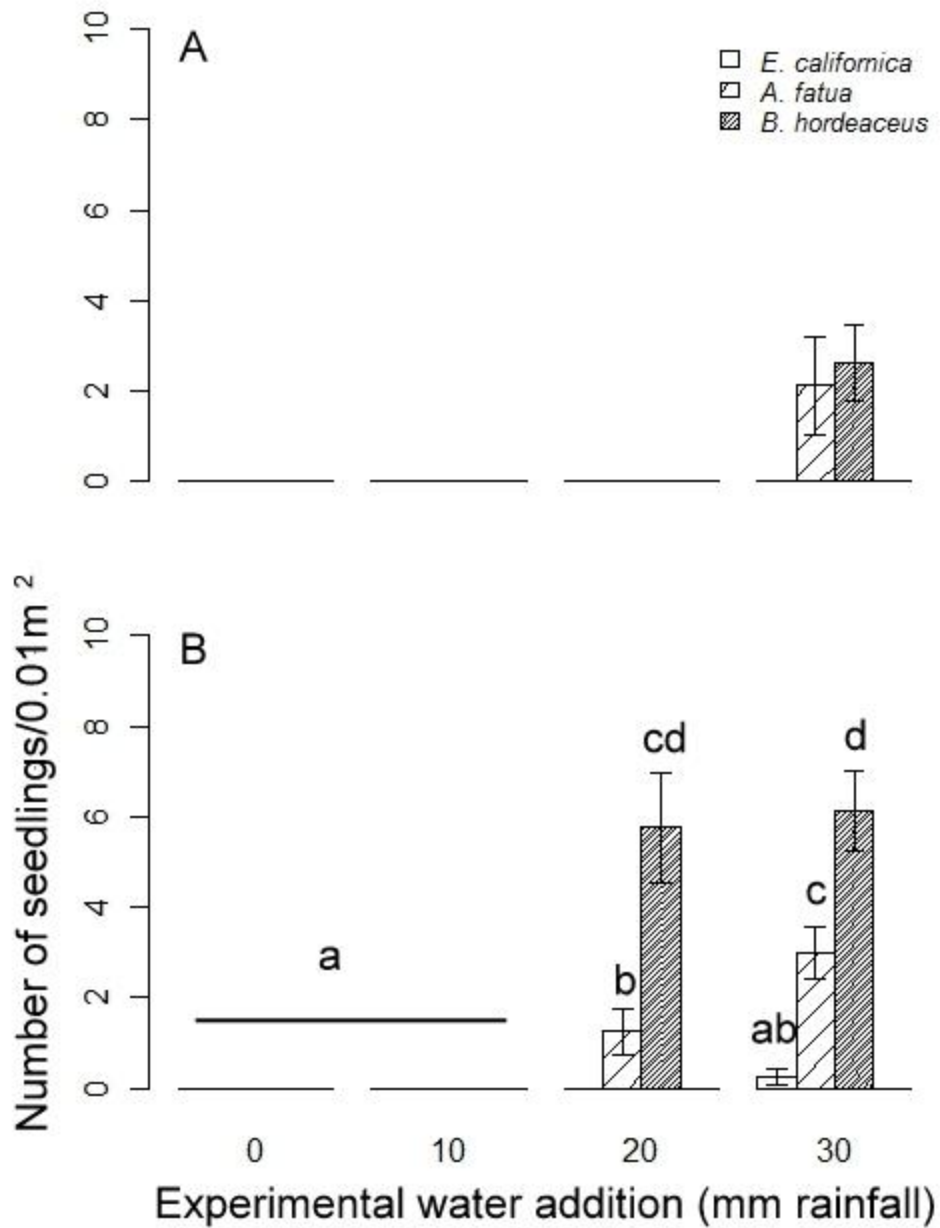 A
E. californica
A. fatua
B. hordeaceus
10
8
6
4
2
0
B
10
8
6
4
2
0
a
b
cd
ab
c
d
Number of seedlings/0.01m ²
0 10 20 30
Experimental water addition (mm rainfall)